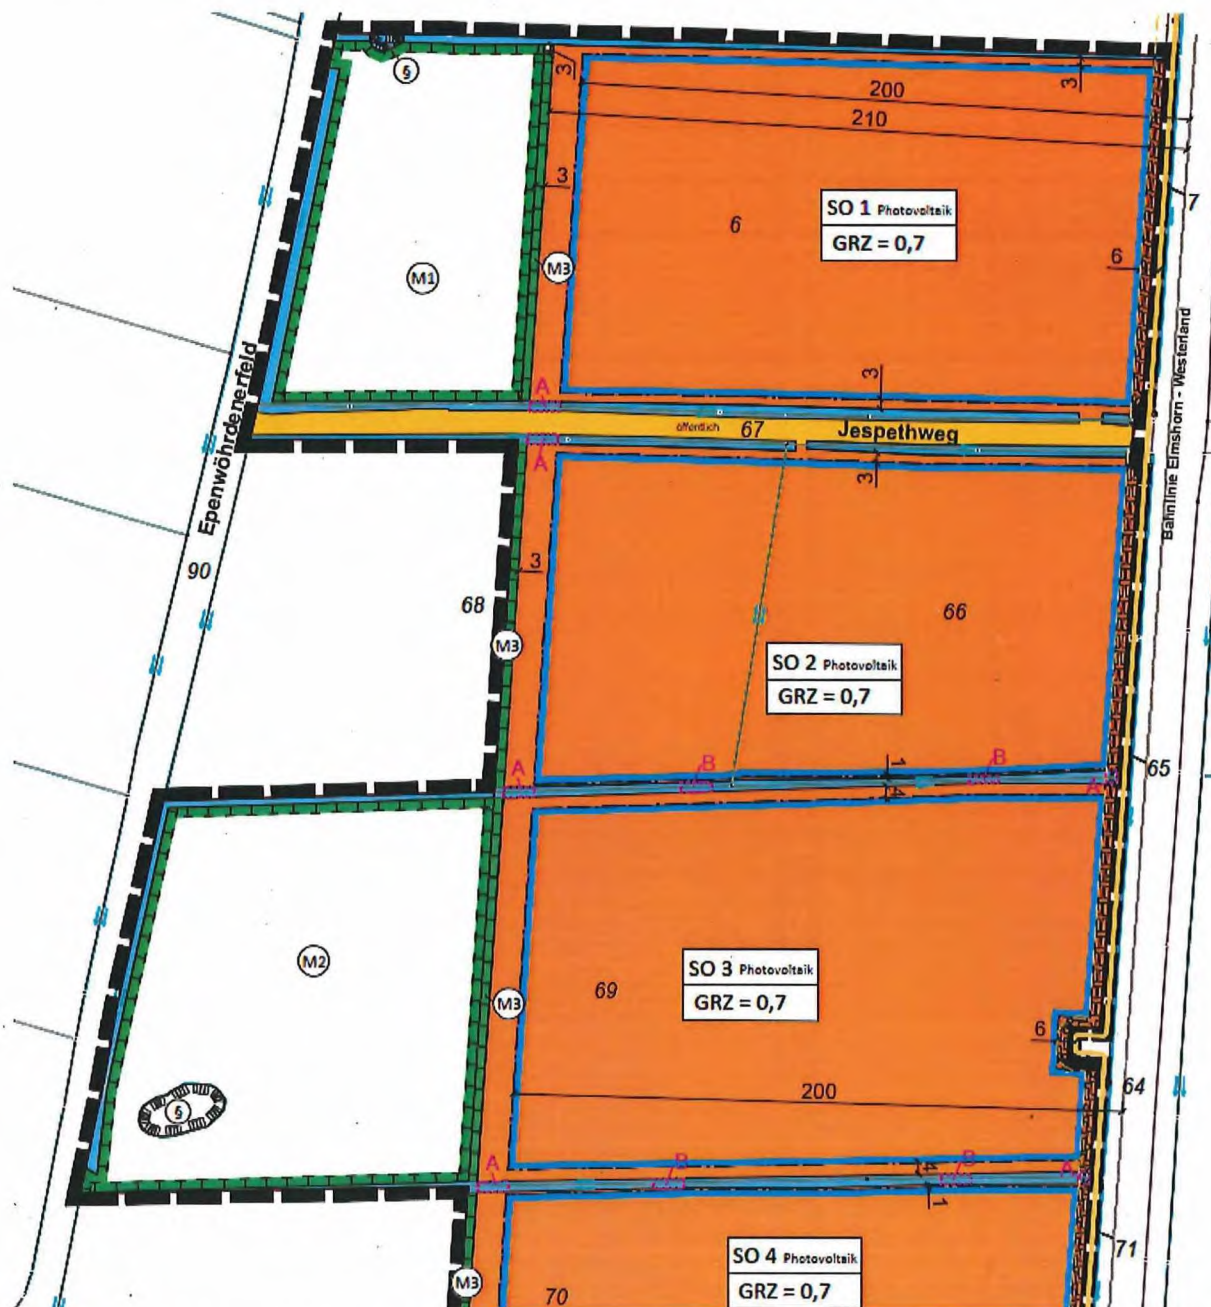 §
3
3
200
210
3
7
SO 1 Photovoltaik
GRZ = 0,7
6
6
M3
M1
Epenwöhrdenerfeld
Bahnlinie Elmshorn - Westerland
3
A
öffentlich
67
Jespethweg
A
3
3
90
68
66
M3
SO 2 Photovoltaik
GRZ = 0,7
A
B
1
B
65
4
A
M2
SO 3 Photovoltaik
GRZ = 0,7
69
M3
6
64
200
§
A
B
4
B
A
1
71
SO 4 Photovoltaik
GRZ = 0,7
M3
70